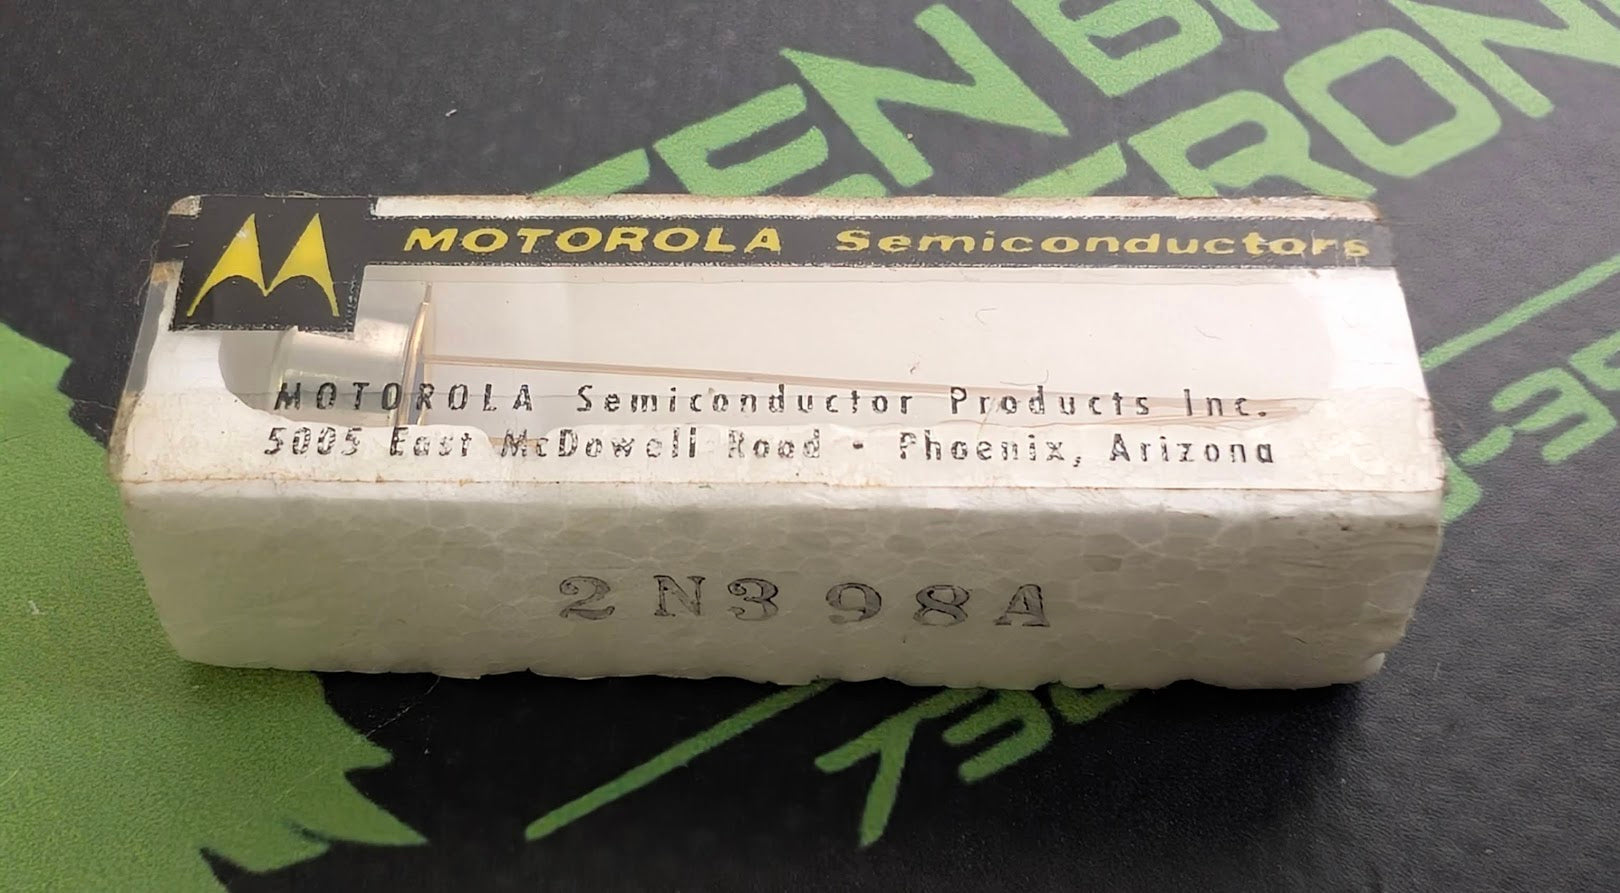 MOTOROLA Semiconductors
MOTOROLA Semiconductor Products Inc.
5005 East McDowell Road - Phoenix, Arizona
2N398A